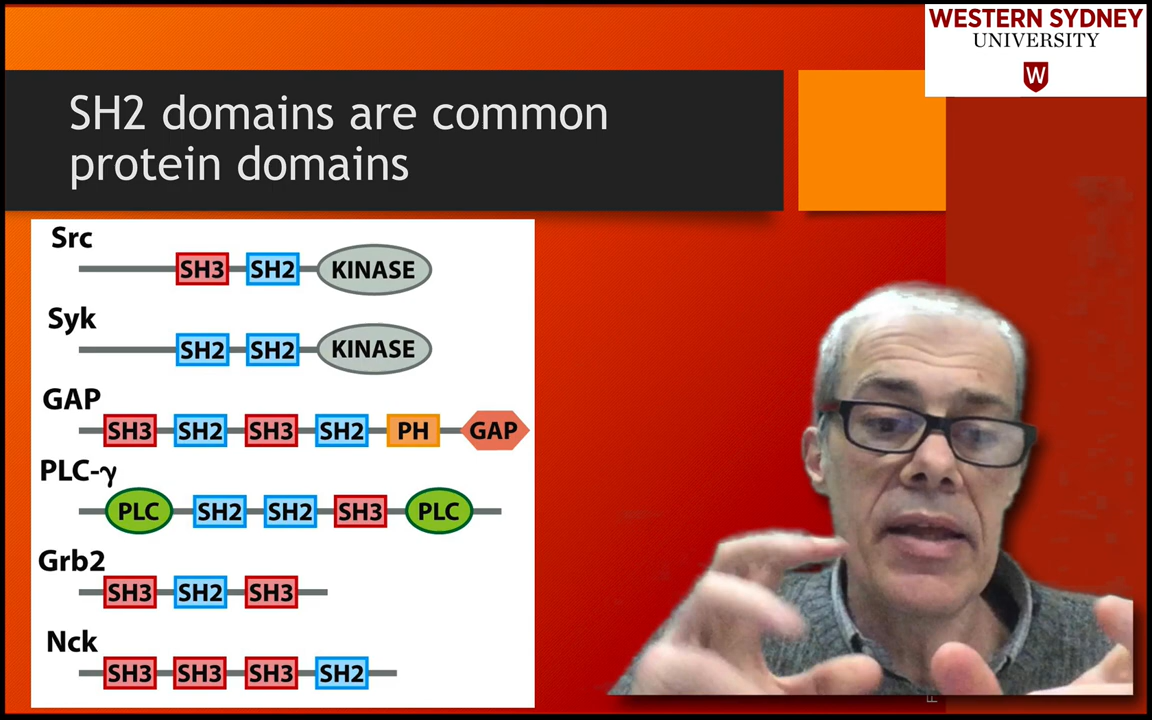 WESTERN SYDNEY
UNIVERSITY
W
SH2 domains are common
protein domains
Src
SH3 SH2 KINASE
Syk
SH2 SH2 KINASE
GAP
SH3 SH2 SH3 SH2 PH GAP
PLC-γ
PLC SH2 SH2 SH3 PLC
Grb2
SH3 SH2 SH3
Nck
SH3 SH3 SH3 SH2